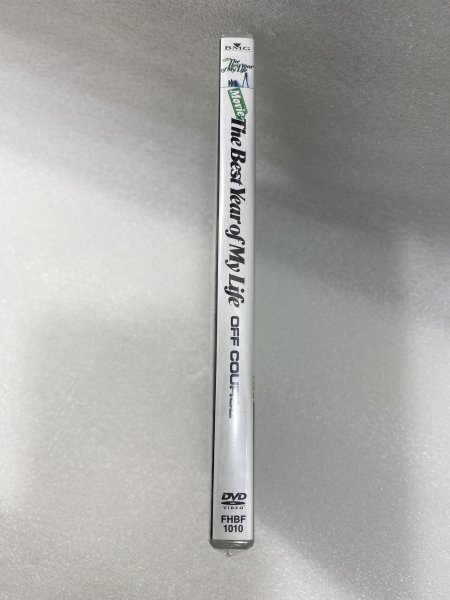 BMG
The Best Year
of My Life
Movie
The Best Year of My Life
OFF COURSE
DVD
VIDEO
FHBF
1010